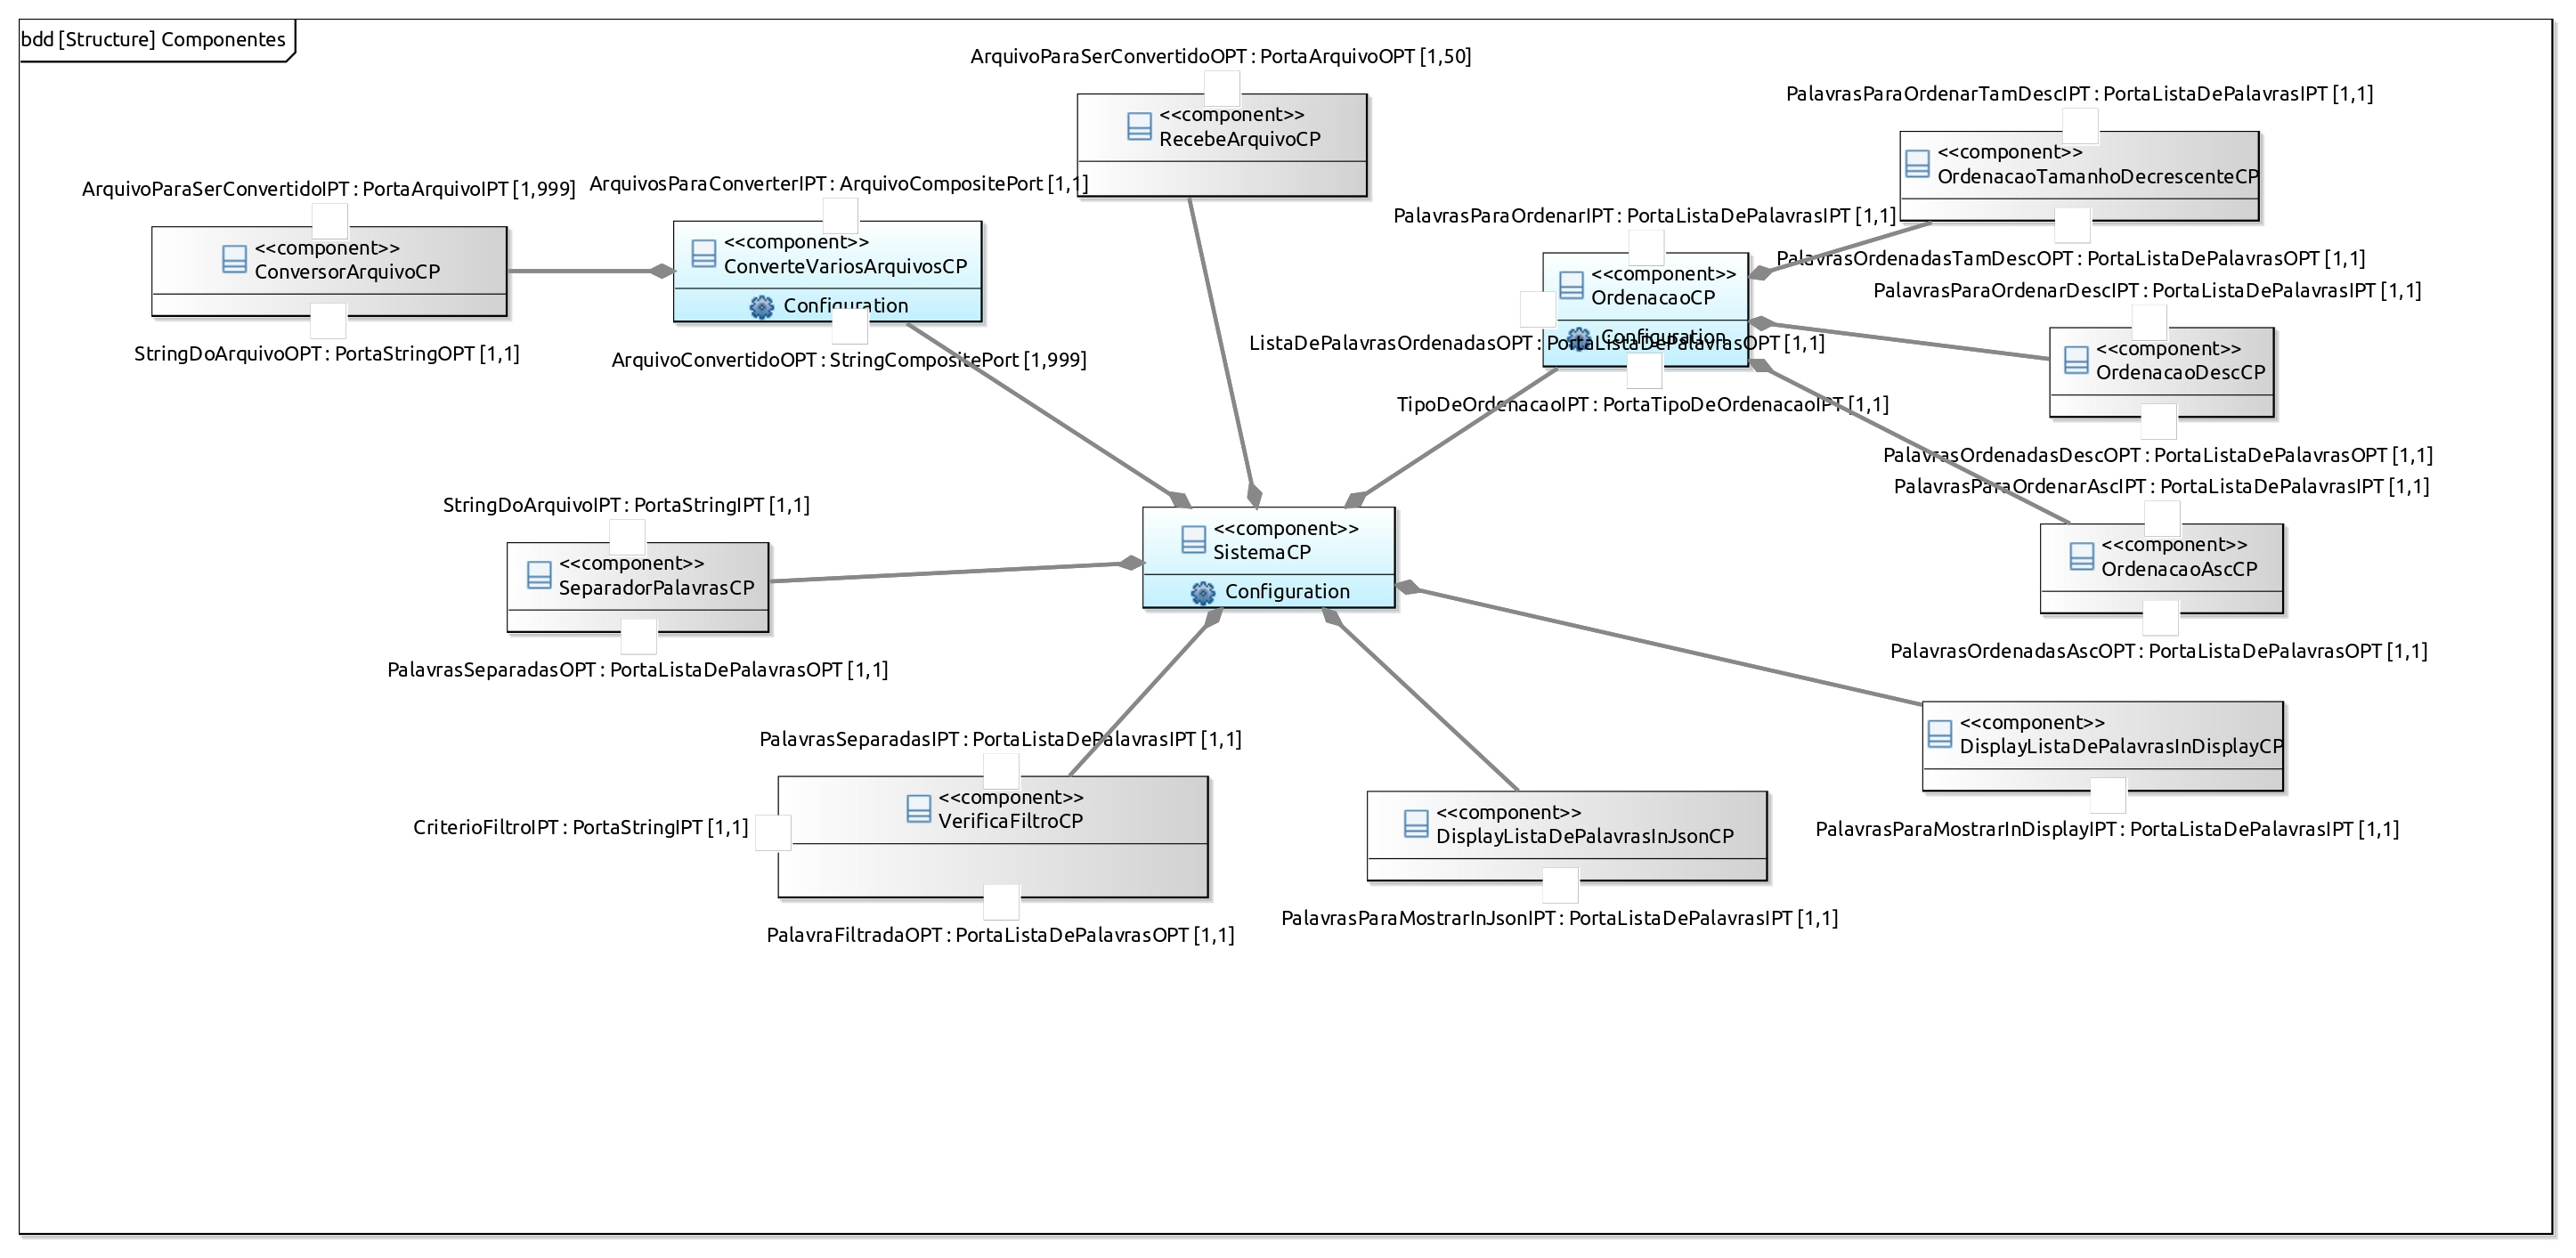 bdd [Structure] Componentes
ArquivoParaSerConvertidoOPT : PortaArquivoOPT [1,50]
<<component>>
RecebeArquivoCP
ArquivoParaSerConvertidoIPT : PortaArquivoIPT [1,999]
<<component>>
ConversorArquivoCP
StringDoArquivoOPT : PortaStringOPT [1,1]
ArquivosParaConverterIPT : ArquivoCompositePort [1,1]
<<component>>
ConverteVariosArquivosCP
Configuration
ArquivoConvertidoOPT : StringCompositePort [1,999]
PalavrasParaOrdenarTamDescIPT : PortaListaDePalavrasIPT [1,1]
<<component>>
OrdenacaoTamanhoDecrescenteCP
PalavrasOrdenadasTamDescOPT : PortaListaDePalavrasOPT [1,1]
PalavrasParaOrdenarIPT : PortaListaDePalavrasIPT [1,1]
<<component>>
OrdenacaoCP
Configuration
ListaDePalavrasOrdenadasOPT : PortaListaDePalavrasOPT [1,1]
TipoDeOrdenacaoIPT : PortaTipoDeOrdenacaoIPT [1,1]
PalavrasParaOrdenarDescIPT : PortaListaDePalavrasIPT [1,1]
<<component>>
OrdenacaoDescCP
PalavrasOrdenadasDescOPT : PortaListaDePalavrasOPT [1,1]
PalavrasParaOrdenarAscIPT : PortaListaDePalavrasIPT [1,1]
<<component>>
OrdenacaoAscCP
PalavrasOrdenadasAscOPT : PortaListaDePalavrasOPT [1,1]
StringDoArquivoIPT : PortaStringIPT [1,1]
<<component>>
SeparadorPalavrasCP
PalavrasSeparadasOPT : PortaListaDePalavrasOPT [1,1]
<<component>>
SistemaCP
Configuration
PalavrasSeparadasIPT : PortaListaDePalavrasIPT [1,1]
<<component>>
VerificaFiltroCP
CriterioFiltroIPT : PortaStringIPT [1,1]
PalavraFiltradaOPT : PortaListaDePalavrasOPT [1,1]
<<component>>
DisplayListaDePalavrasInJsonCP
PalavrasParaMostrarInJsonIPT : PortaListaDePalavrasIPT [1,1]
<<component>>
DisplayListaDePalavrasInDisplayCP
PalavrasParaMostrarInDisplayIPT : PortaListaDePalavrasIPT [1,1]